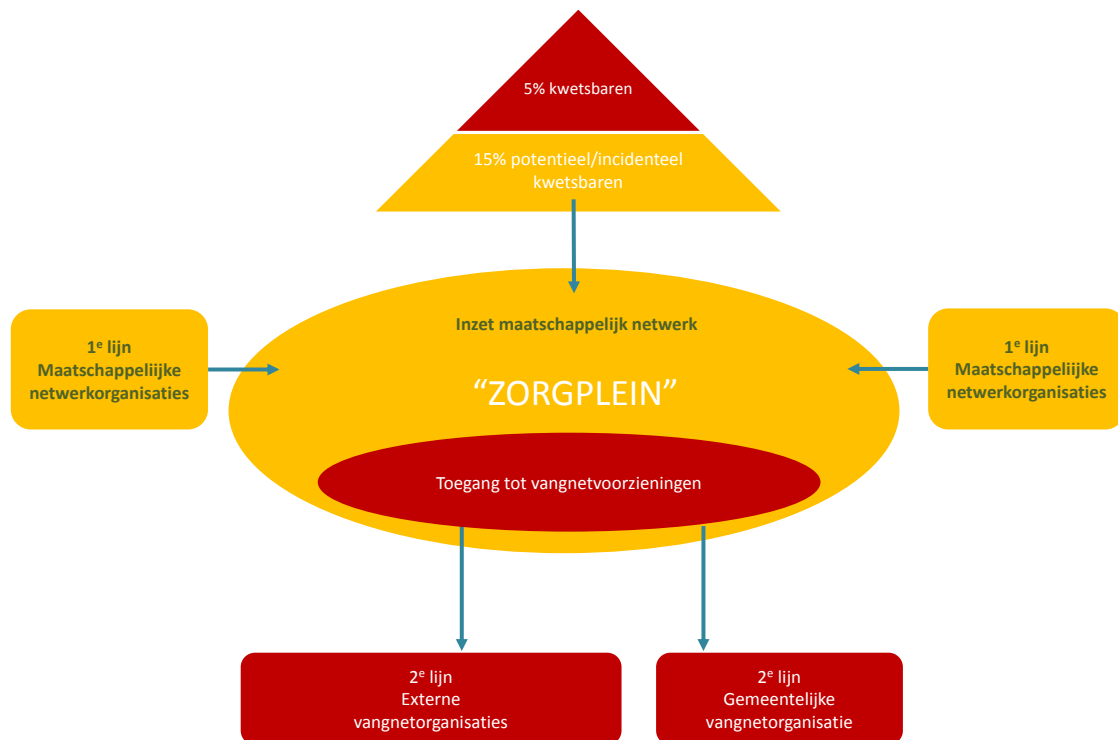 5% kwetsbaren
15% potentieel/incidenteel
kwetsbaren
Inzet maatschappelijk netwerk
1e lijn
Maatschappeliijke
netwerkorganisaties
"ZORGPLEIN"
1e lijn
Maatschappeliijke
netwerkorganisaties
Toegang tot vangnetvoorzieningen
2e lijn
Externe
vangnetorganisaties
2e lijn
Gemeentelijke
vangnetorganisatie